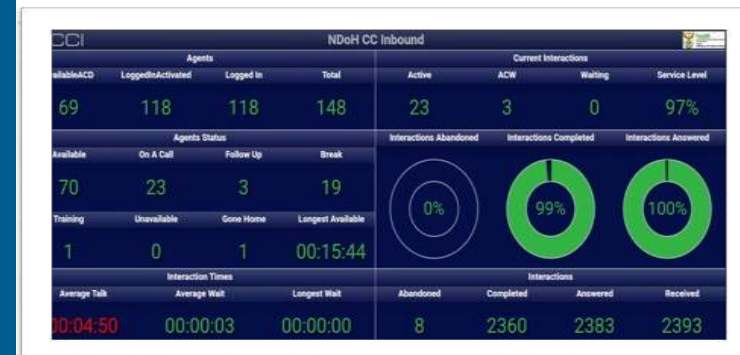 CCI NDoH CC Inbound
Agents Current Interactions
ailableACD LoggedInActivated Logged In Total Active ACW Waiting Service Level
69 118 118 148 23 3 0 97%
Agents Status Interactions Abandoned Interactions Completed Interactions Answered
Available On A Call Follow Up Break
70 23 3 19
0% 99% 100%
Training Unavailable Gone Home Longest Available
1 0 1 00:15:44
Interaction Times Interactions
Average Talk Average Wait Longest Wait Abandoned Completed Answered Received
00:04:50 00:00:03 00:00:00 8 2360 2383 2393